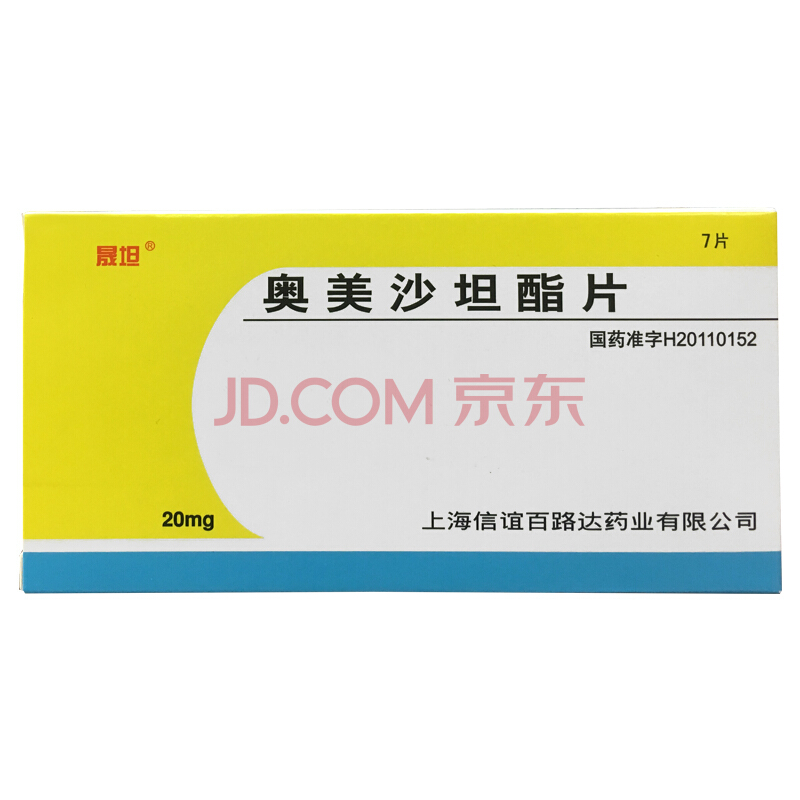 晟坦®
7片
奥美沙坦酯片
国药准字H20110152
JD.COM 京东
20mg
上海信谊百路达药业有限公司